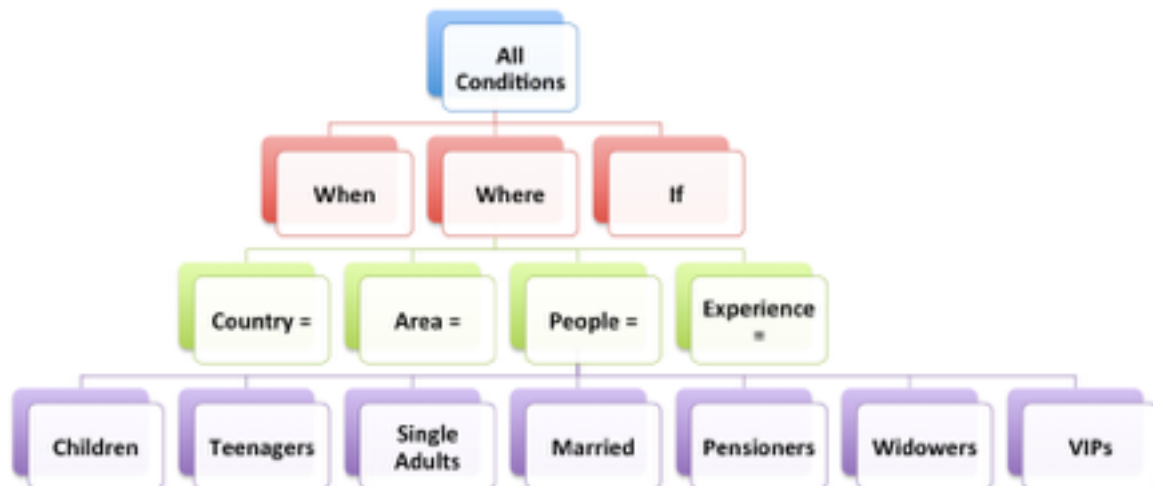 All
Conditions
When
Where
If
Country =
Area =
People =
Experience
=
Children
Teenagers
Single
Adults
Married
Pensioners
Widowers
VIPs